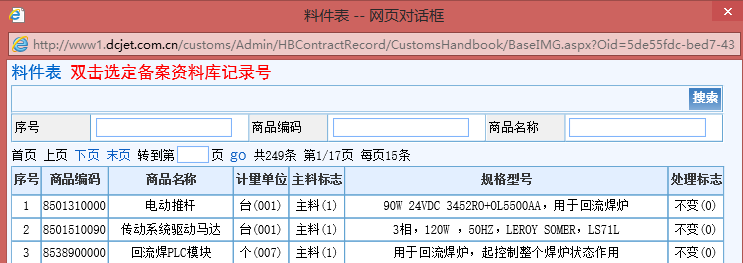 料件表 -- 网页对话框
http://www1.dcjet.com.cn/customs/Admin/HBContractRecord/CustomsHandbook/BaseIMG.aspx?Oid=5de55fdc-bed7-43
料件表 双击选定备案资料库记录号
搜索
序号 商品编码 商品名称
首页 上页 下页 末页 转到第 页 go 共249条 第1/17页 每页15条
序号 商品编码 商品名称 计量单位 主料标志 规格型号 处理标志
1 8501310000 电动推杆 台(001) 主料(1) 90W 24VDC 3452R0+OL5500AA，用于回流焊炉 不变(0)
2 8501510090 传动系统驱动马达 台(001) 主料(1) 3相，120W ，50HZ，LEROY SOMER，LS71L 不变(0)
3 8538900000 回流焊PLC模块 个(007) 主料(1) 用于回流焊炉，起控制整个焊炉状态作用 不变(0)